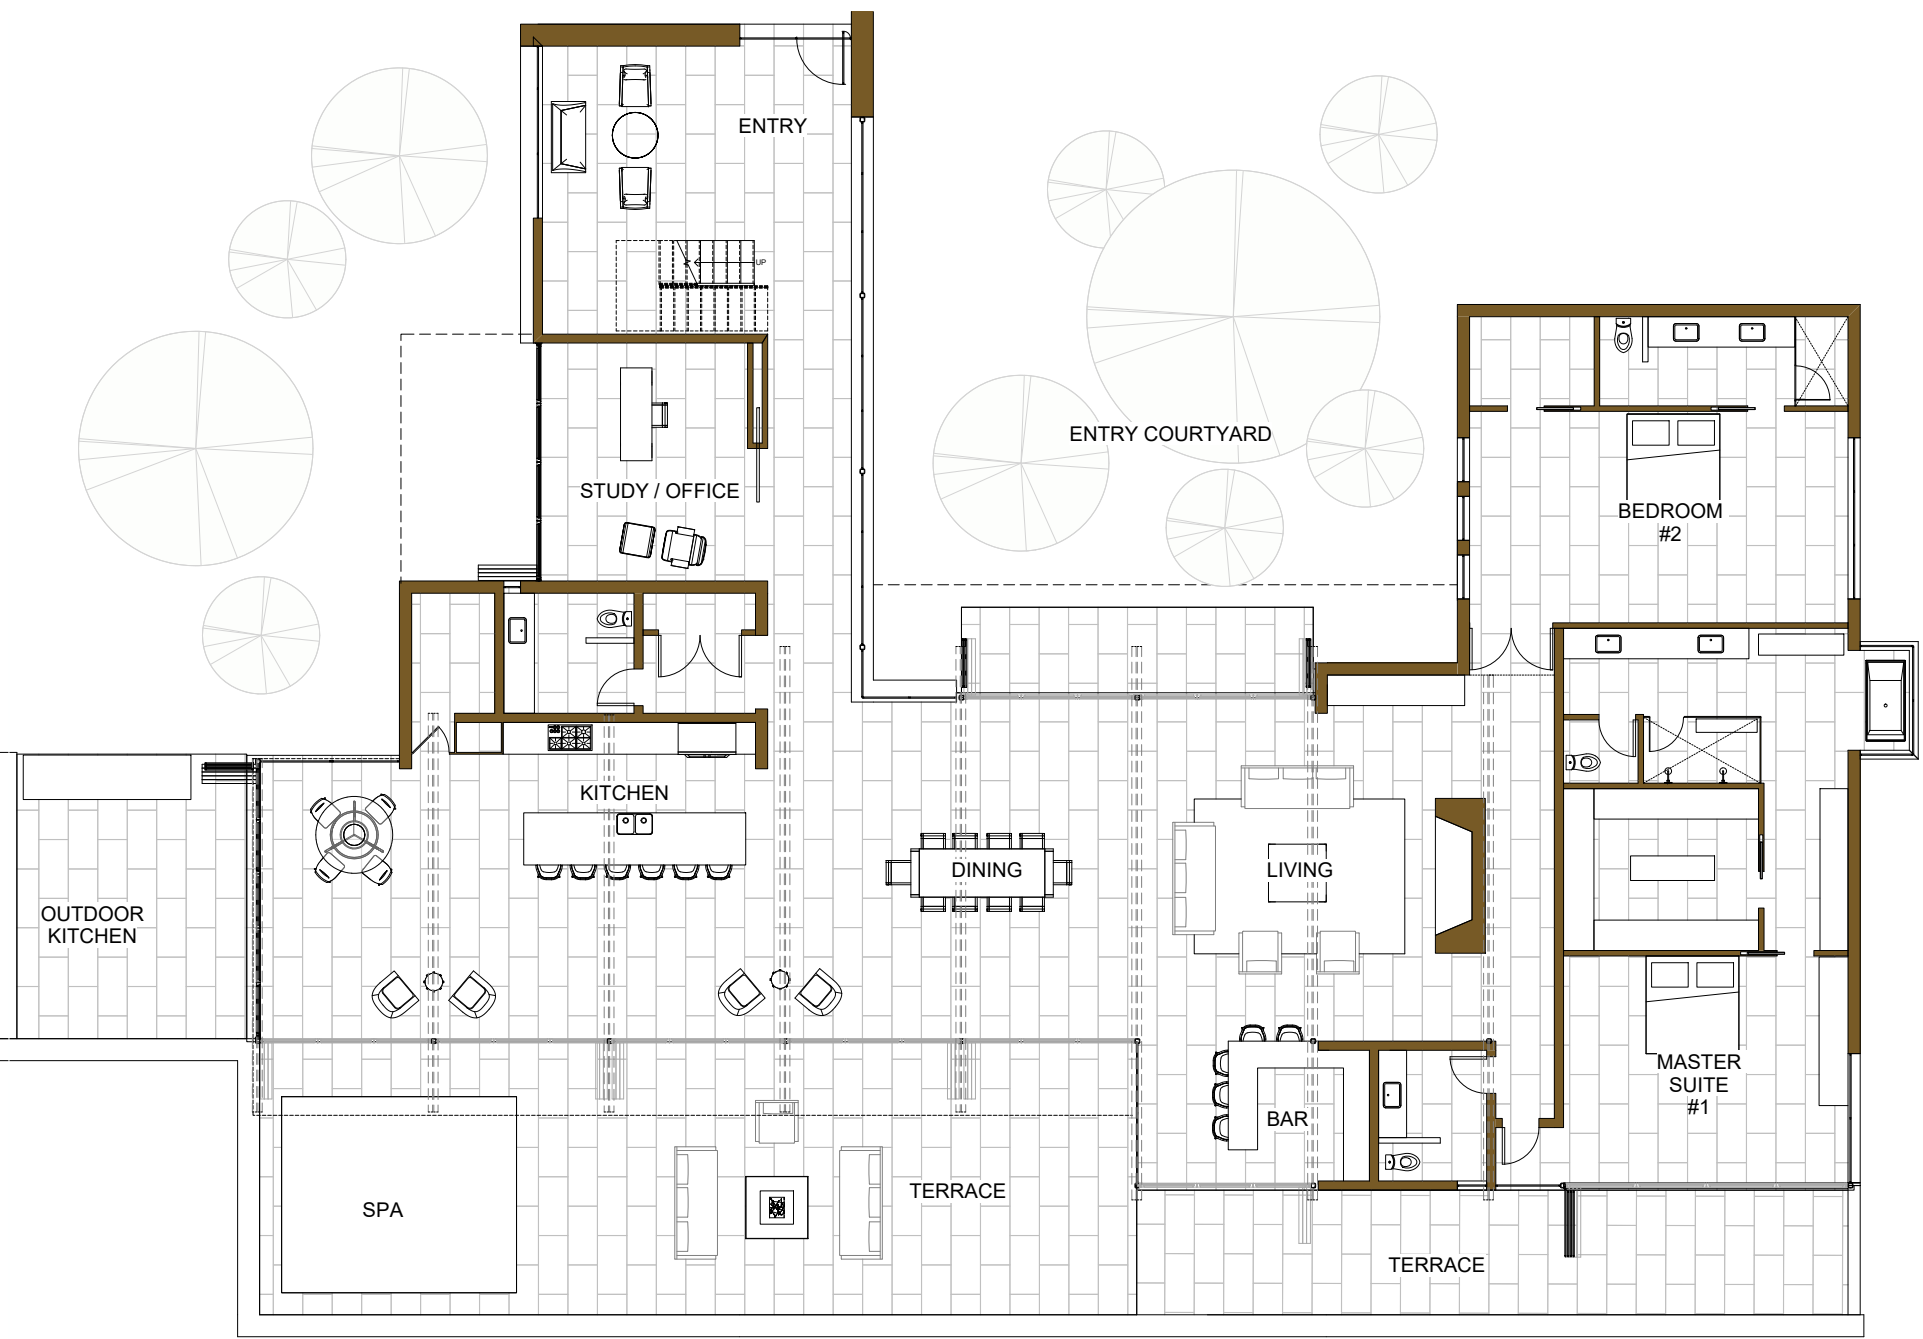 ENTRY
UP
ENTRY COURTYARD
STUDY / OFFICE
BEDROOM
#2
KITCHEN
DINING
LIVING
OUTDOOR
KITCHEN
MASTER
SUITE
#1
BAR
TERRACE
SPA
TERRACE